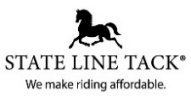 STATE LINE TACK®
We make riding affordable.